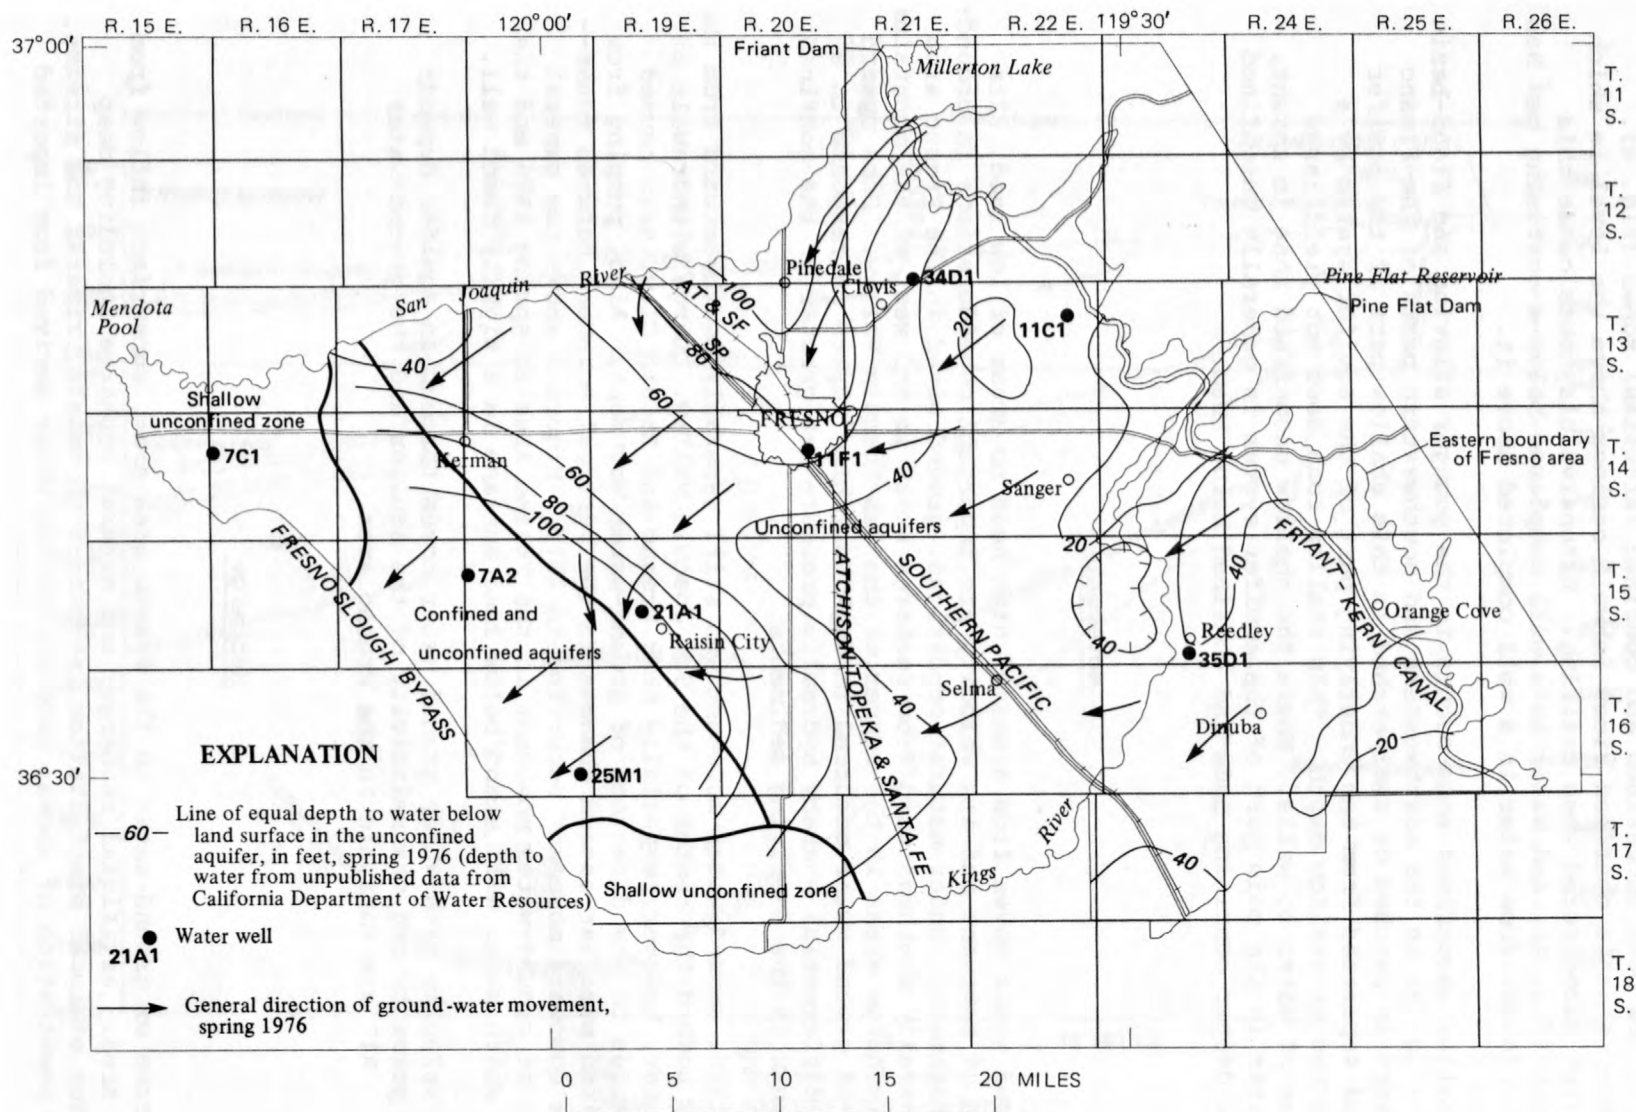 R. 15 E.
R. 16 E.
R. 17 E.
120°00′
R. 19 E.
R. 20 E.
R. 21 E.
R. 22 E.
119°30′
R. 24 E.
R. 25 E.
R. 26 E.
37°00′
Friant Dam
Millerton Lake
T.
11
S.
T.
12
S.
Pinedale
Clovis
34D1
River
San
Joaquin
AT & SF
SP
100
80
Pine Flat Reservoir
Pine Flat Dam
Mendota
Pool
20
11C1
T.
13
S.
40
60
Shallow
unconfined zone
FRESNO
7C1
Kerman
11F1
40
Eastern boundary
of Fresno area
T.
14
S.
60
80
100
Sanger
Unconfined aquifers
20
40
FRESNO SLOUGH BYPASS
7A2
Confined and
unconfined aquifers
21A1
Raisin City
ATCHISON TOPEKA & SANTA FE
SOUTHERN PACIFIC
FRIANT - KERN CANAL
Orange Cove
T.
15
S.
40
Reedley
35D1
20
Selma
40
Dinuba
20
T.
16
S.
EXPLANATION
36°30′
25M1
60
Line of equal depth to water below
land surface in the unconfined
aquifer, in feet, spring 1976 (depth to
water from unpublished data from
California Department of Water Resources)
River
Kings
Shallow unconfined zone
40
T.
17
S.
21A1
Water well
General direction of ground-water movement,
spring 1976
T.
18
S.
0
5
10
15
20
MILES